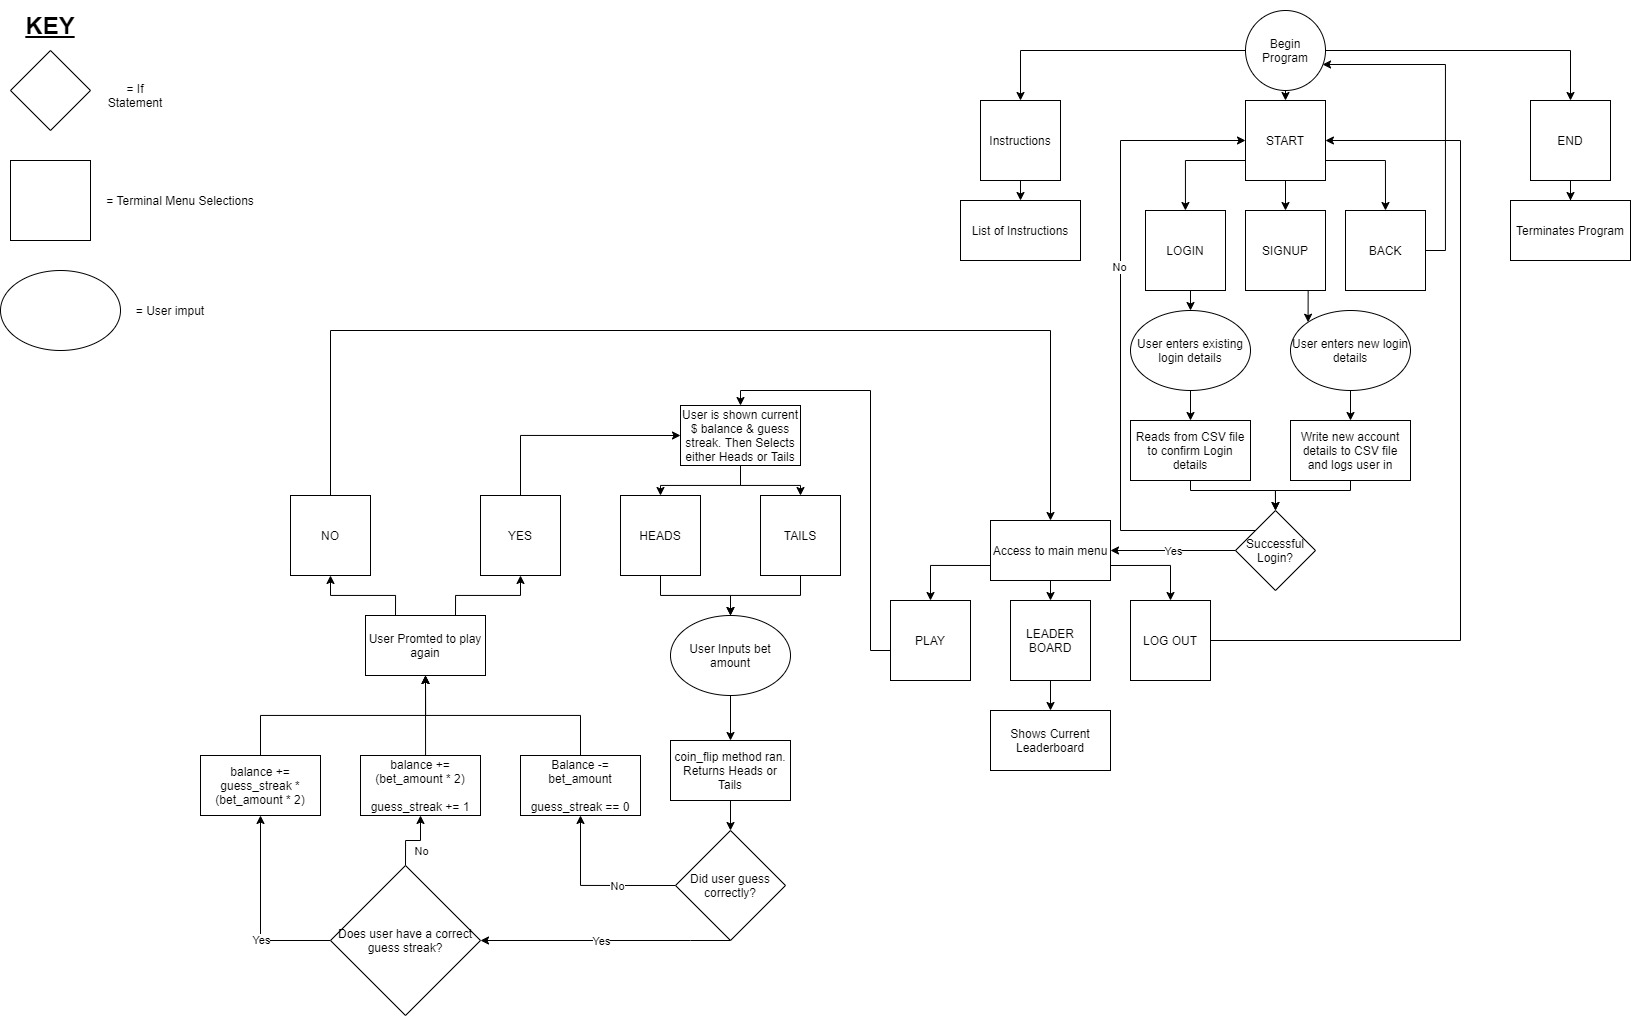 KEY
= If
Statement
= Terminal Menu Selections
= User imput
Begin
Program
Instructions
START
END
List of Instructions
LOGIN
SIGNUP
BACK
Terminates Program
No
User enters existing
login details
User enters new login
details
Reads from CSV file
to confirm Login
details
Write new account
details to CSV file
and logs user in
Successful
Login?
Yes
Access to main menu
PLAY
LEADER
BOARD
LOG OUT
Shows Current
Leaderboard
User is shown current
$ balance & guess
streak. Then Selects
either Heads or Tails
NO
YES
HEADS
TAILS
User Promted to play
again
User Inputs bet
amount
coin_flip method ran.
Returns Heads or
Tails
balance +=
guess_streak *
(bet_amount * 2)
balance +=
(bet_amount * 2)
guess_streak += 1
Balance -=
bet_amount
guess_streak == 0
No
Did user guess
correctly?
No
Yes
Does user have a correct
guess streak?
Yes